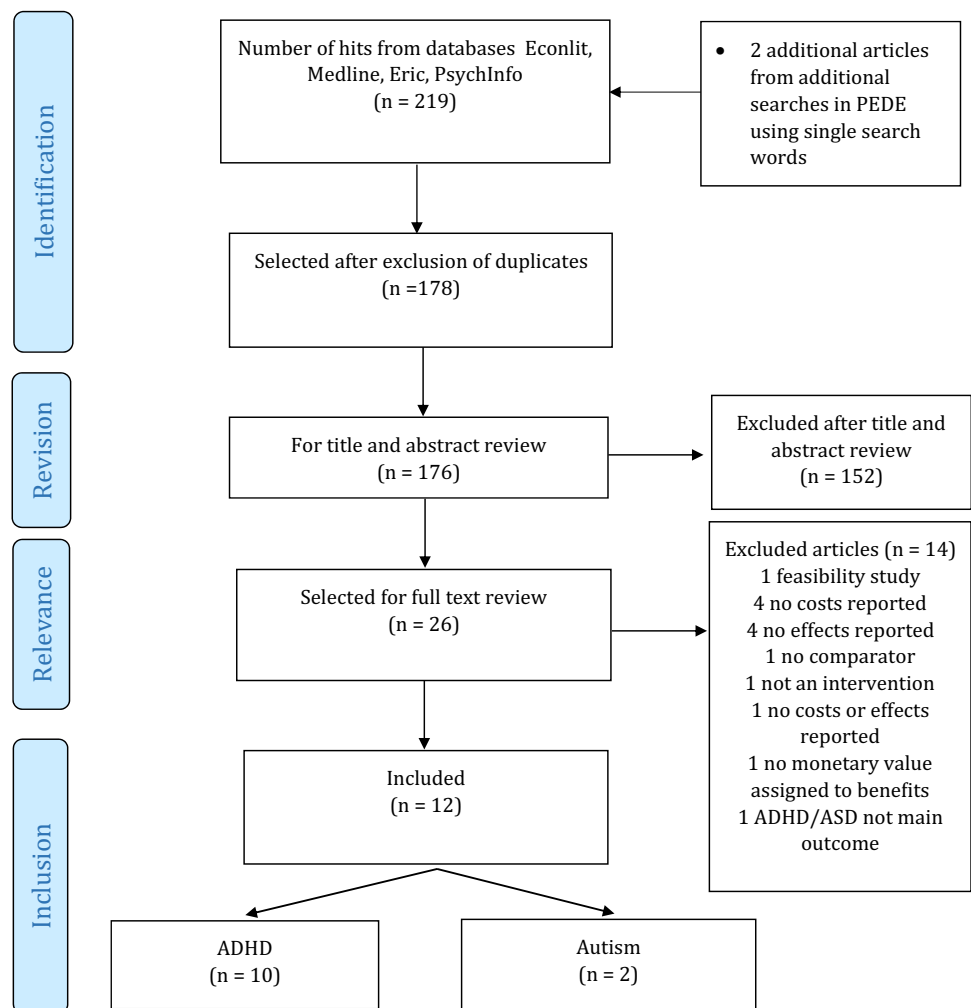 Identification
Number of hits from databases  Econlit,
Medline, Eric, PsychInfo
(n = 219)
• 2 additional articles
from additional
searches in PEDE
using single search
words
Selected after exclusion of duplicates
(n =178)
Revision
For title and abstract review
(n = 176)
Excluded after title and
abstract review
(n = 152)
Relevance
Selected for full text review
(n = 26)
Excluded articles (n = 14)
1 feasibility study
4 no costs reported
4 no effects reported
1 no comparator
1 not an intervention
1 no costs or effects
reported
1 no monetary value
assigned to benefits
1 ADHD/ASD not main
outcome
Inclusion
Included
(n = 12)
ADHD
(n = 10)
Autism
(n = 2)